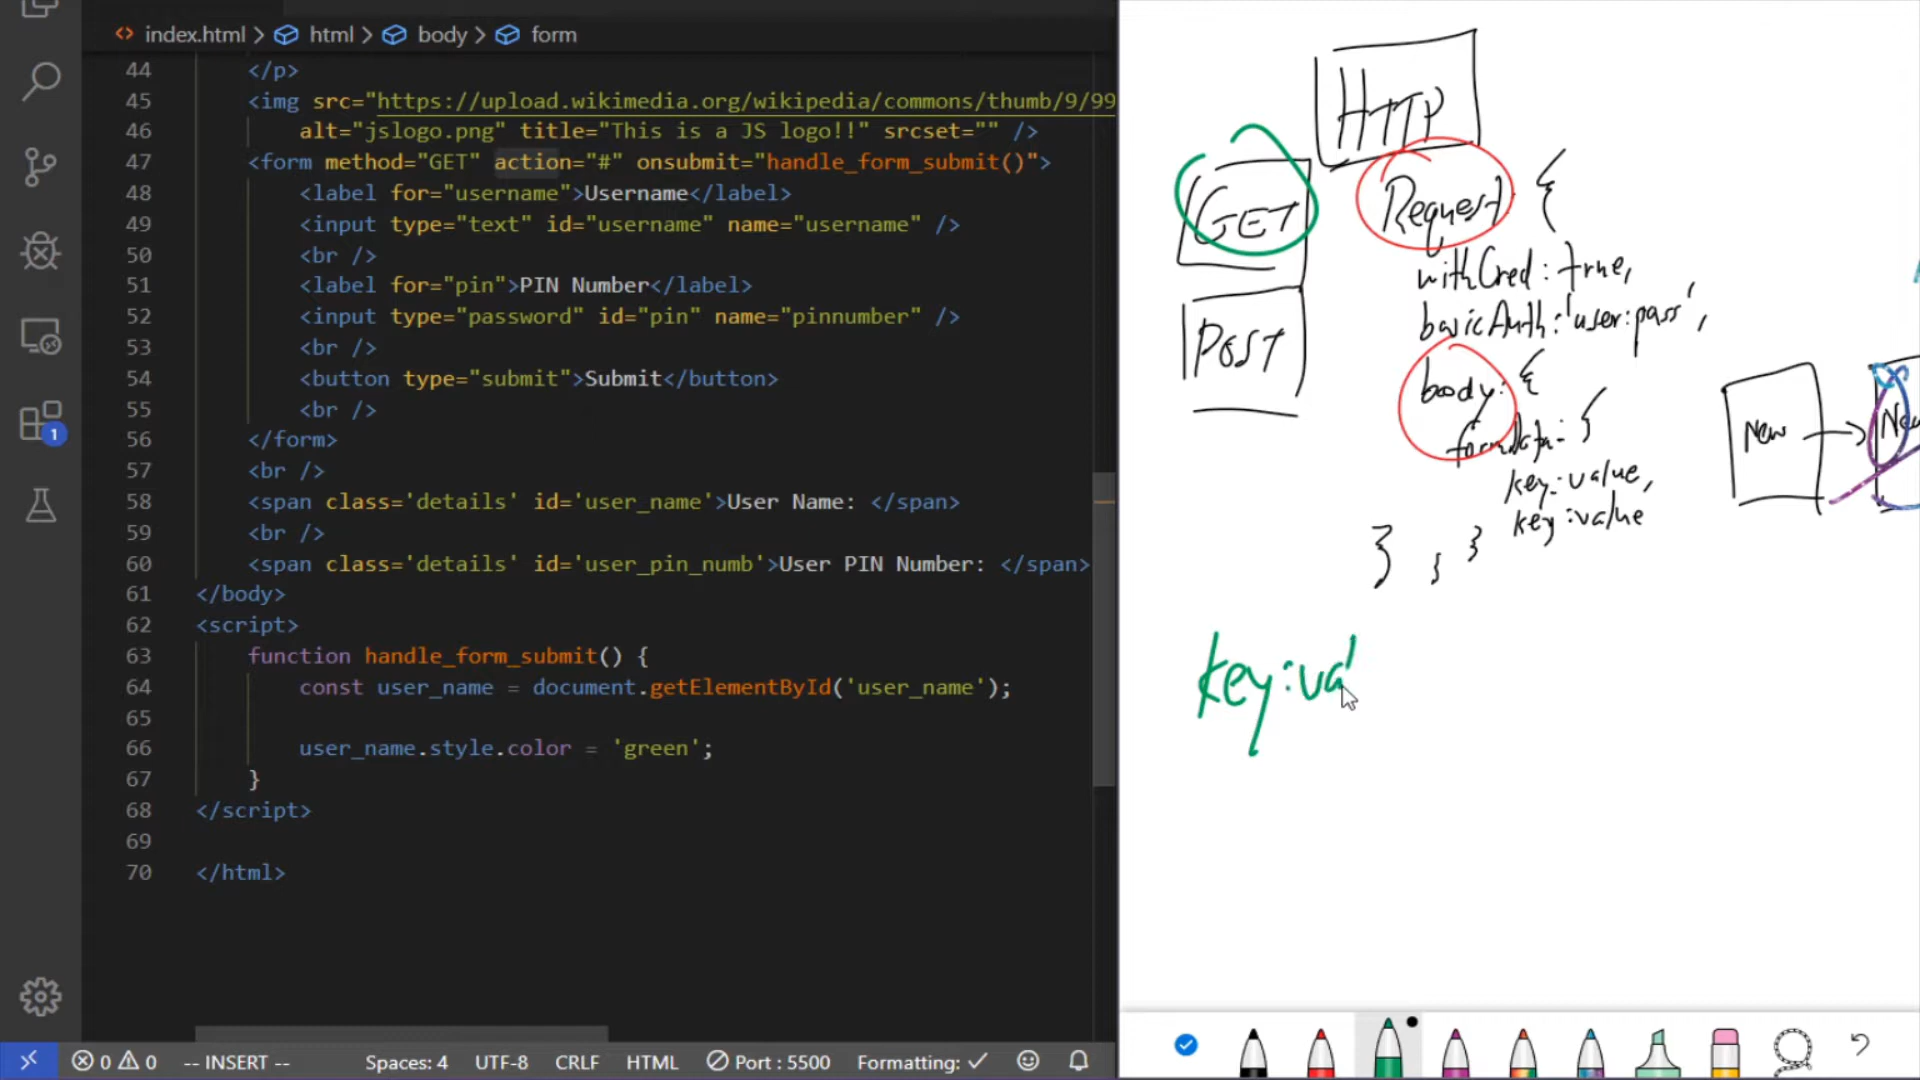 index.html > html > body > form
44 </p>
45 <img src="https://upload.wikimedia.org/wikipedia/commons/thumb/9/99
46 alt="jslogo.png" title="This is a JS logo!!" srcset="" />
47 <form method="GET" action="#" onsubmit="handle_form_submit()">
48 <label for="username">Username</label>
49 <input type="text" id="username" name="username" />
50 <br />
51 <label for="pin">PIN Number</label>
52 <input type="password" id="pin" name="pinnumber" />
53 <br />
54 <button type="submit">Submit</button>
55 <br />
56 </form>
57 <br />
58 <span class='details' id='user_name'>User Name: </span>
59 <br />
60 <span class='details' id='user_pin_numb'>User PIN Number: </span>
61 </body>
62 <script>
63 function handle_form_submit() {
64 const user_name = document.getElementById('user_name');
65
66 user_name.style.color = 'green';
67 }
68 </script>
69
70 </html>
1
0 0 -- INSERT -- Spaces: 4 UTF-8 CRLF HTML Port : 5500 Formatting: ✓
HTTP
GET
POST
Request {
withCred: true,
basicAuth: 'user:pass',
body: {
formData: {
key: value,
key: value
} , }
New
New
key: val